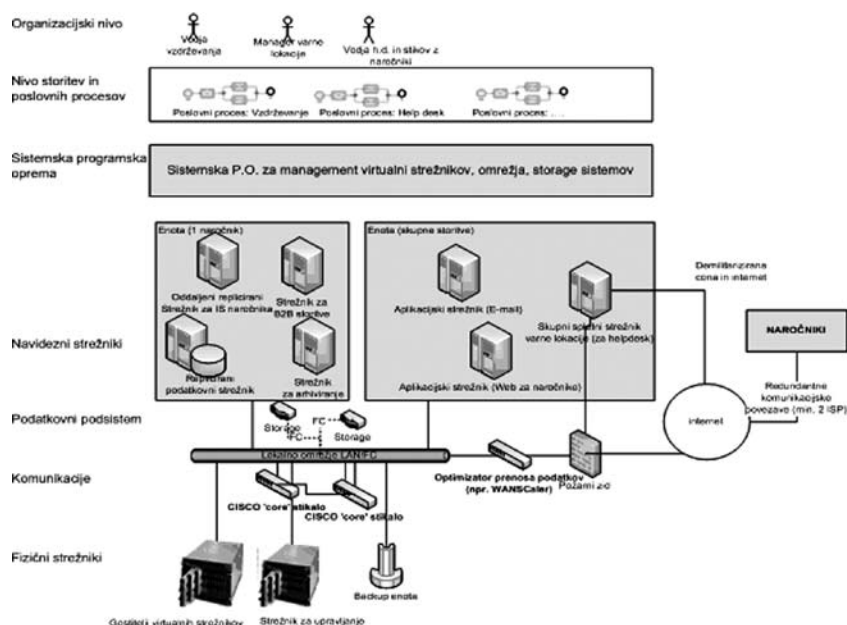 Organizacijski nivo
Vodja
vzdrževanja
Manager varne
lokacije
Vodja h.d. in stikov z
naročniki
Nivo storitev in
poslovnih procesov
Poslovni proces: Vzdrževanje
Poslovni proces: Help desk
Poslovni proces: ....
Sistemska programska
oprema
Sistemska P.O. za management virtualni strežnikov, omrežja, storage sistemov
Enota (1 naročnik)
Oddaljeni replicirani
Strežnik za IS naročnika
Strežnik za
B2B storitve
Replicirani
podatkovni strežnik
Strežnik
za arhiviranje
Enota (skupne storitve)
Aplikacijski strežnik (E-mail)
Skupni spletni strežnik
varne lokacije (za helpdesk)
Aplikacijski strežnik (Web za naročnike)
Demilitarizirana
cona in internet
NAROČNIKI
Navidezni strežniki
Redundantne
komunikacijske
povezave (min. 2 ISP)
internet
Podatkovni podsistem
Storage
FC
FC
Storage
Lokalno omrežje LAN/FC
Komunikacije
CISCO 'core' stikalo
CISCO 'core' stikalo
Optimizator prenosa podatkov
(npr. WANScaler)
Požarni zid
Fizični strežniki
Gostitelji virtualnih strežnikov
Strežnik za upravljanje
Backup enota